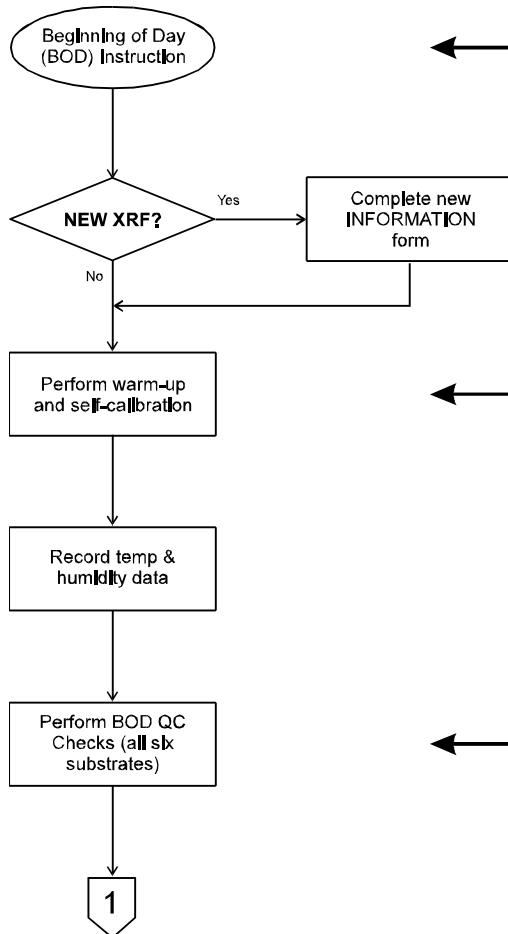 Beginning of Day
(BOD) Instruction
NEW XRF?
Yes
Complete new
INFORMATION
form
No
Perform warm-up
and self-calibration
Record temp &
humidity data
Perform BOD QC
Checks (all six
substrates)
1